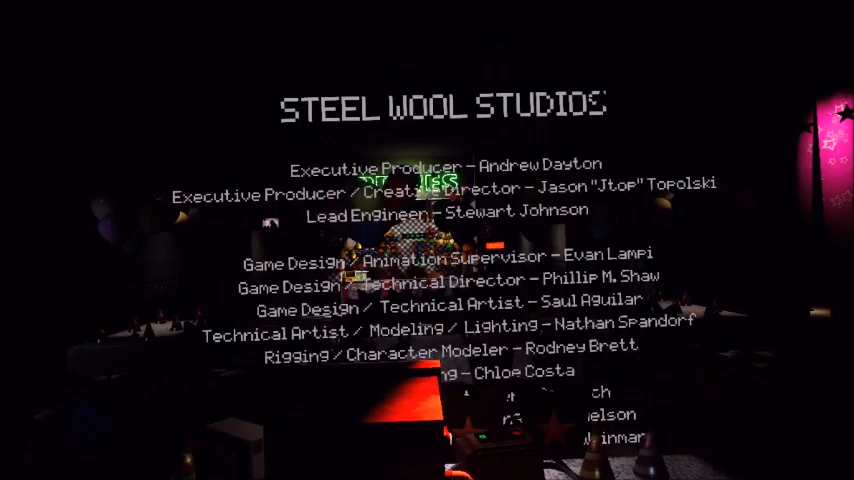 STEEL WOOL STUDIOS
Executive Producer - Andrew Dayton
Executive Producer / Creative Director - Jason "Jtop" Topolski
Lead Engineer - Stewart Johnson
Game Design / Animation Supervisor - Evan Lampi
Game Design / Technical Director - Phillip M. Shaw
Game Design / Technical Artist - Saul Aguilar
Technical Artist / Modeling / Lighting - Nathan Spandorf
Rigging / Character Modeler - Rodney Brett
- Chloe Costa